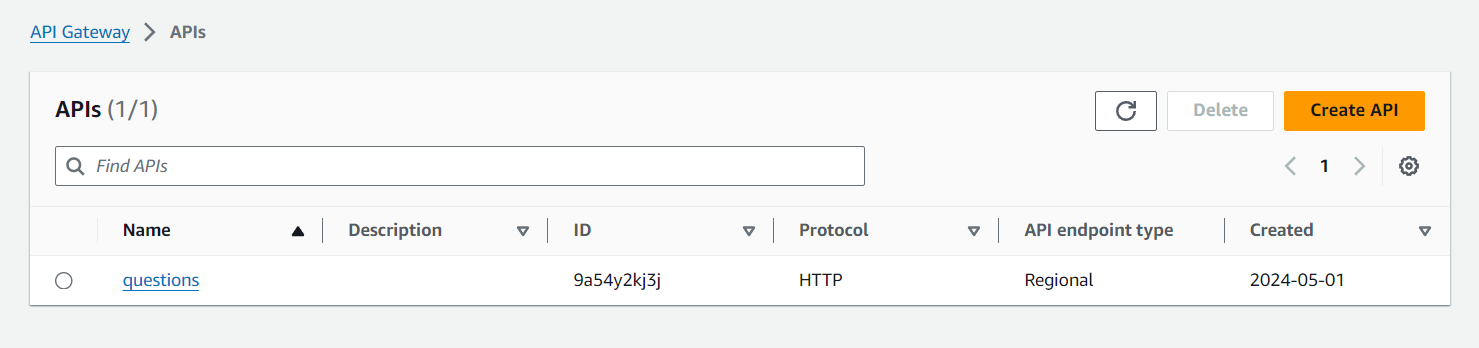 API Gateway > APIs
APIs (1/1)
Delete
Create API
Find APIs
1
Name Description ID Protocol API endpoint type Created
questions 9a54y2kj3j HTTP Regional 2024-05-01